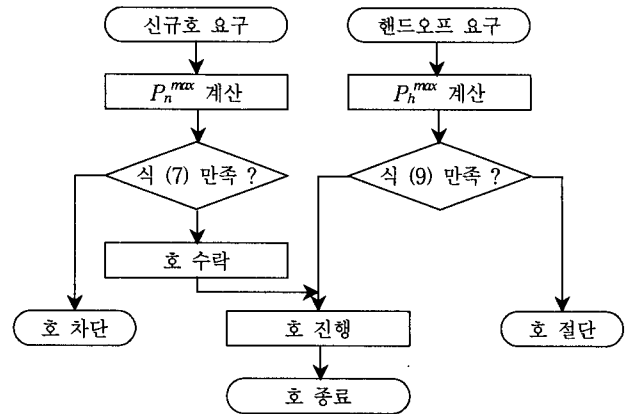 신규호 요구
핸드오프 요구
P_n^max 계산
P_h^max 계산
식 (7) 만족 ?
식 (9) 만족 ?
호 수락
호 차단
호 진행
호 절단
호 종료